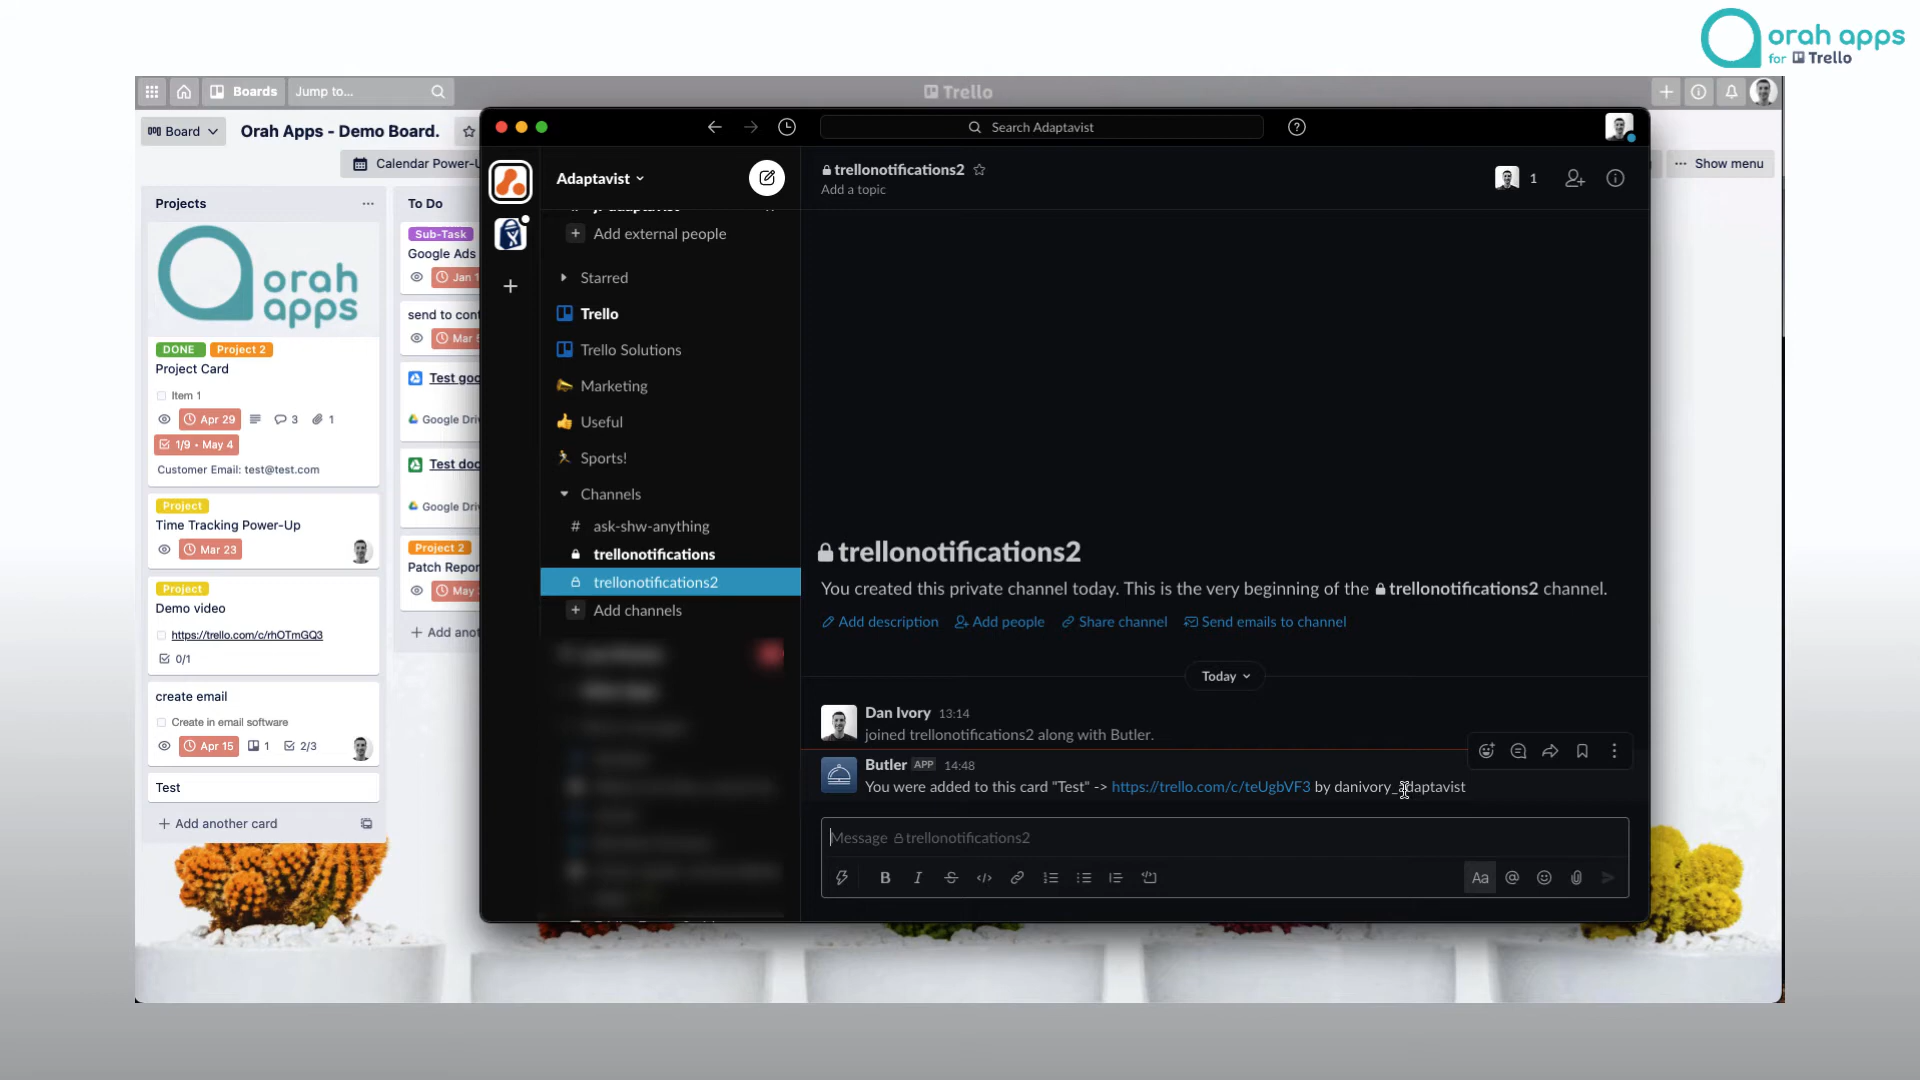 orah apps
for Trello
Boards
Jump to...
Trello
Board
Orah Apps - Demo Board.
Calendar Power-U
Show menu
Projects
To Do
orah
apps
DONE
Project 2
Project Card
Item 1
Apr 29
3
1
1/9 • May 4
Customer Email: test@test.com
Project
Time Tracking Power-Up
Mar 23
Project
Demo video
https://trello.com/c/rhOTmGQ3
0/1
create email
Create in email software
Apr 15
1
2/3
Test
+ Add another card
Sub-Task
Google Ads
Jan 1
send to cont
Mar
Test goo
Google Driv
Test doc
Google Driv
Project 2
Patch Repor
May
+ Add anot
Search Adaptavist
Adaptavist
Add external people
Starred
Trello
Trello Solutions
Marketing
Useful
Sports!
Channels
# ask-shw-anything
trellonotifications
trellonotifications2
+ Add channels
trellonotifications2
Add a topic
1
trellonotifications2
You created this private channel today. This is the very beginning of the trellonotifications2 channel.
Add description Add people Share channel Send emails to channel
Today
Dan Ivory 13:14
joined trellonotifications2 along with Butler.
Butler APP 14:48
You were added to this card "Test" -> https://trello.com/c/teUgbVF3 by danivory_adaptavist
Message trellonotifications2
B I S </> Aa @